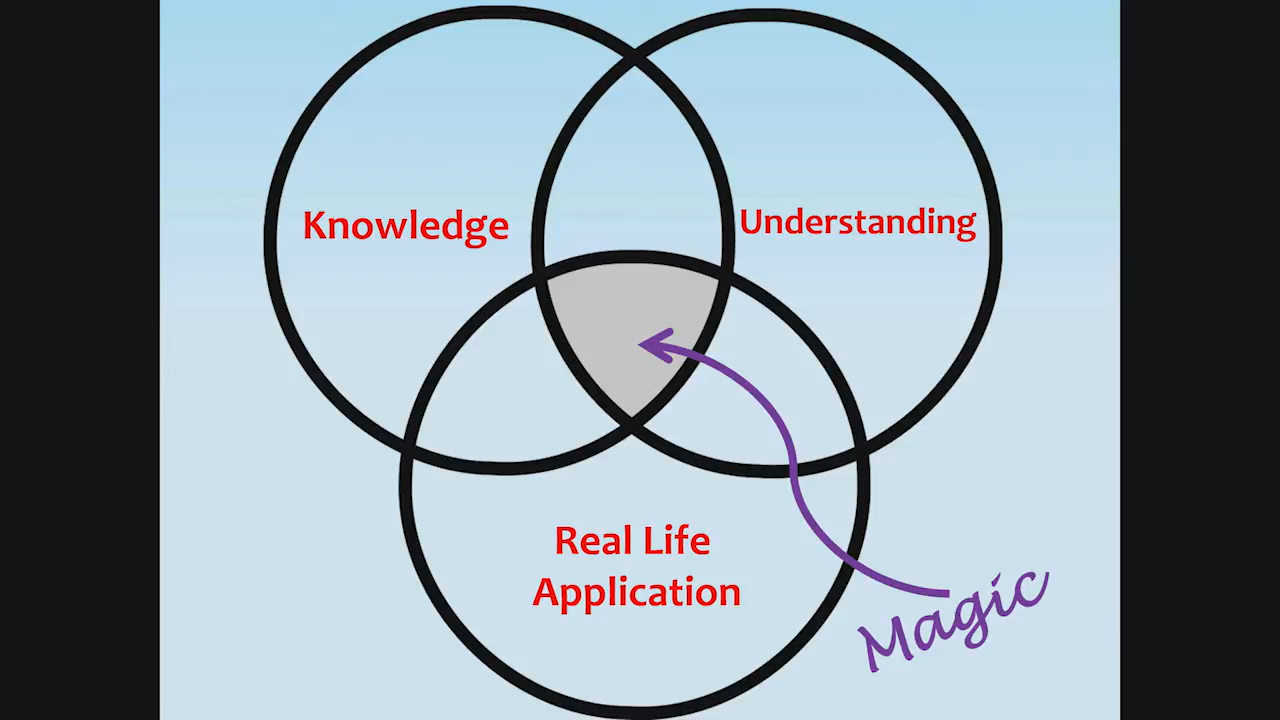 Knowledge
Understanding
Real Life
Application
Magic